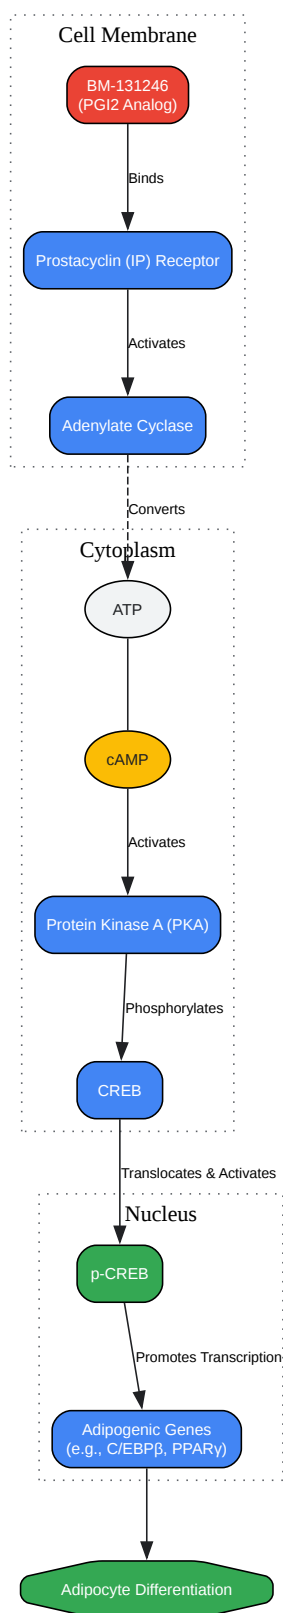 Cell Membrane
BM-131246
(PGI2 Analog)
Binds
Prostacyclin (IP) Receptor
Activates
Adenylate Cyclase
Converts
Cytoplasm
ATP
cAMP
Activates
Protein Kinase A (PKA)
Phosphorylates
CREB
Translocates & Activates
Nucleus
p-CREB
Promotes Transcription
Adipogenic Genes
(e.g., C/EBPβ, PPARγ)
Adipocyte Differentiation